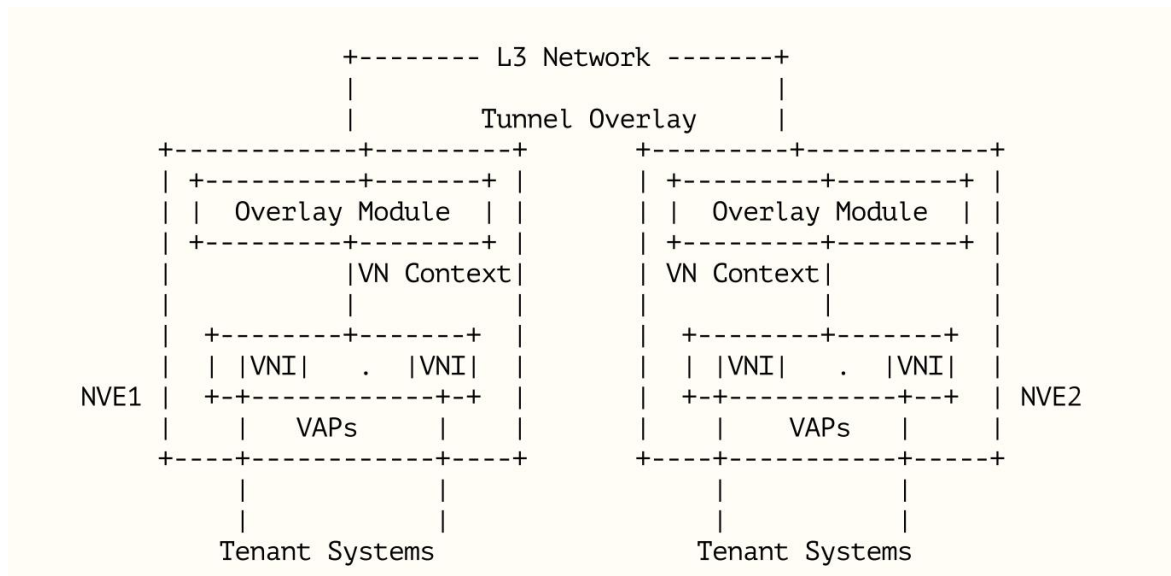 +-------- L3 Network -------+
|                           |
|        Tunnel Overlay     |
+------------+---------+       +---------+------------+
| +----------+-------+ |       | +---------+--------+ |
| |  Overlay Module  | |       | |  Overlay Module  | |
+---------+--------+ |       | +---------+--------+ |
|           |VN Context|       | VN Context|          |
|           |          |       |           |          |
|  +--------+-------+  |       |  +--------+-------+  |
|  | |VNI|   .  |VNI|  |       |  | |VNI|   .  |VNI|  |
NVE1 |  +-+------------+-+  |       |  +-+-----------+--+  | NVE2
|    |   VAPs     |    |       |    |    VAPs   |     |
+----+------------+----+       +----+-----------+-----+
|            |                 |           |
|            |                 |           |
Tenant Systems                 Tenant Systems